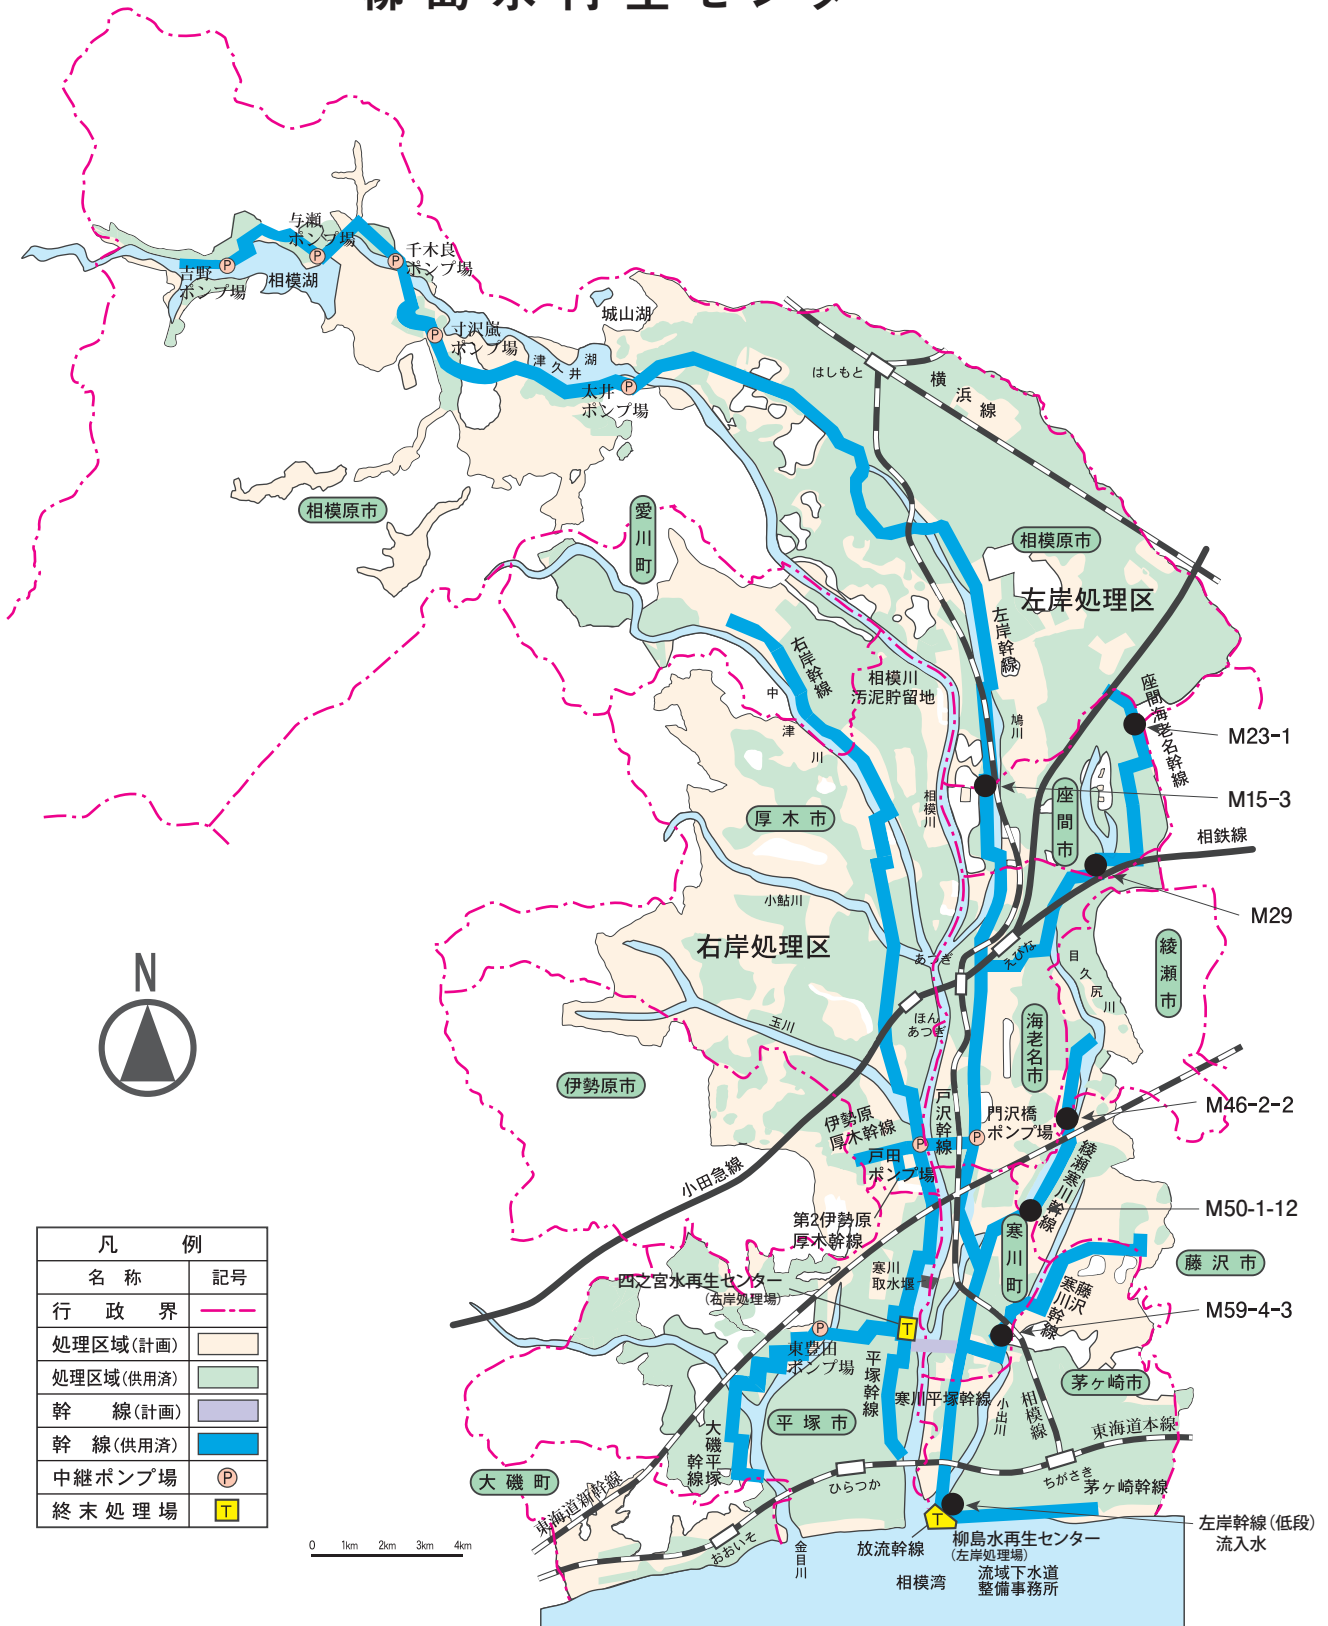 柳島水再生センター
与瀬
ポンプ場
千木良
ポンプ場
吉野
ポンプ場
相模湖
城山湖
寸沢嵐
ポンプ場
津久井湖
太井
ポンプ場
はしもと
横浜線
相模原市
愛川町
相模原市
左岸処理区
左岸幹線
右岸幹線
相模川
汚泥貯留地
中津川
鳩川
座間海老名幹線
M23-1
M15-3
座間市
相模川
厚木市
相鉄線
M29
小鮎川
右岸処理区
あつぎ
えびな
目久尻川
綾瀬市
N
ほん
あつぎ
玉川
海老名市
伊勢原市
戸沢幹線
門沢橋
ポンプ場
M46-2-2
伊勢原
厚木幹線
戸田
ポンプ場
綾瀬寒川幹線
小田急線
M50-1-12
第2伊勢原
厚木幹線
寒川町
藤沢市
寒川
取水堰
四之宮水再生センター
(右岸処理場)
T
藤沢
寒川幹線
M59-4-3
東豊田
ポンプ場
平塚幹線
寒川平塚幹線
小出川
相模線
茅ヶ崎市
平塚市
大磯平塚
幹線
東海道本線
大磯町
ひらつか
ちがさき
茅ヶ崎幹線
東海道新幹線
おおいそ
金目川
放流幹線
T
柳島水再生センター
(左岸処理場)
流域下水道
整備事務所
相模湾
左岸幹線(低段)
流入水
凡例
名称 記号
行政界
処理区域(計画)
処理区域(供用済)
幹線(計画)
幹線(供用済)
中継ポンプ場 P
終末処理場 T
0 1km 2km 3km 4km
P
P
P
P
P
P
P
P